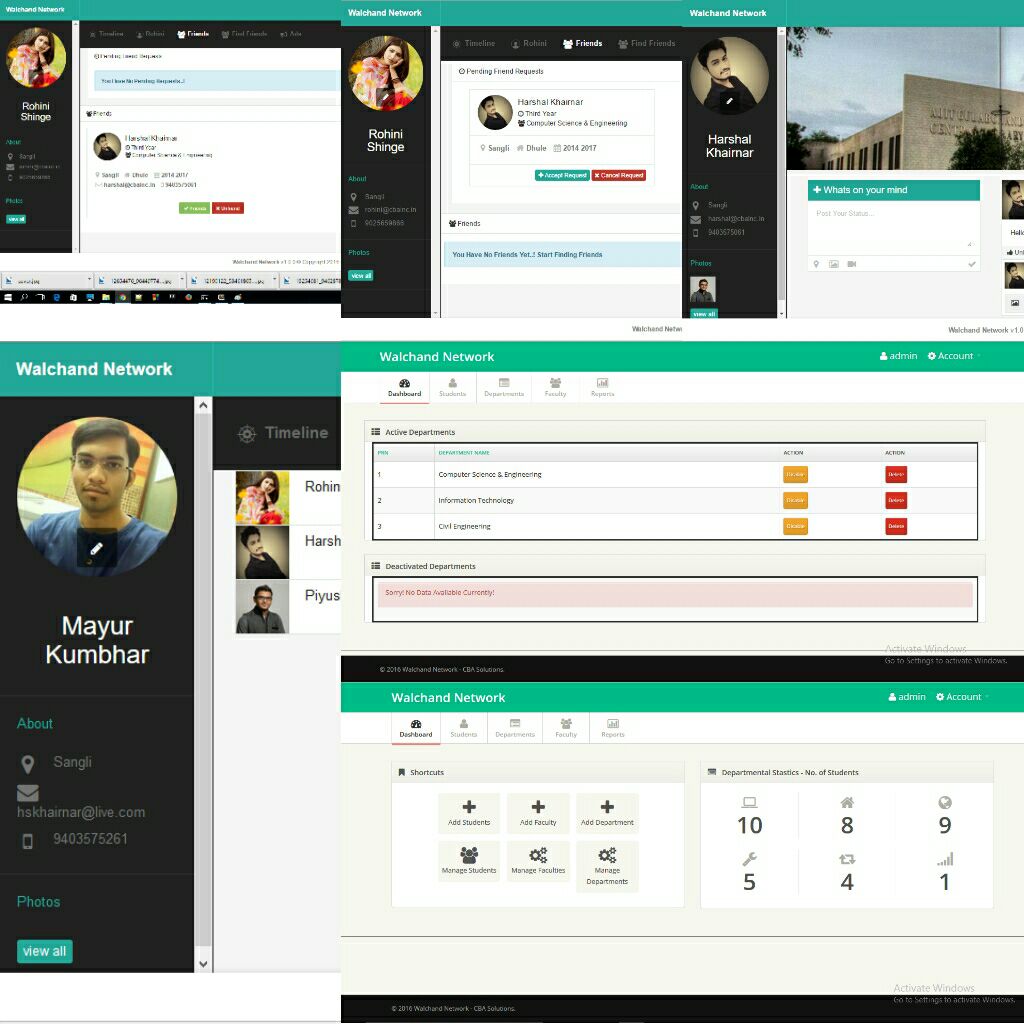 Walchand Network
Timeline
Rohini
Friends
Find Friends
Ads
Pending Friend Requests
You Have No Pending Requests..!
Rohini
Shinge
Friends
Harshal Khairnar
Third Year
Computer Science & Engineering
About
Sangli
Sangli Dhule 2014 2017
harshal@cbainc.in 9403575061
Photos
view all
Friends
Unfriend
Walchand Network v1.0 © Copyright 2016
Walchand Network
Timeline
Rohini
Friends
Find Friends
Pending Friend Requests
Harshal Khairnar
Third Year
Computer Science & Engineering
Rohini
Shinge
Sangli Dhule 2014 2017
Accept Request
Cancel Request
About
Sangli
rohini@cbainc.in
9025659866
Friends
Photos
You Have No Friends Yet..! Start Finding Friends
view all
Walchand Netw
Walchand Network
Harshal
Khairnar
About
Sangli
harshal@cbainc.in
9403575061
Photos
view all
Whats on your mind
Post Your Status...
Hello
Walchand Network v1.0
Walchand Network
Timeline
Rohin
Harsh
Piyus
Mayur
Kumbhar
About
Sangli
hskhairnar@live.com
9403575261
Photos
view all
Walchand Network
admin
Account
Dashboard
Students
Departments
Faculty
Reports
Active Departments
PRN DEPARTMENT NAME ACTION ACTION
1 Computer Science & Engineering Disable Delete
2 Information Technology Disable Delete
3 Civil Engineering Disable Delete
Deactivated Departments
Sorry! No Data Available Currently!
Activate Windows
Go to Settings to activate Windows.
© 2016 Walchand Network - CBA Solutions.
Walchand Network
admin
Account
Dashboard
Students
Departments
Faculty
Reports
Shortcuts
Add Students
Add Faculty
Add Department
Manage Students
Manage Faculties
Manage
Departments
Departmental Stastics - No. of Students
10 8 9
5 4 1
Activate Windows
Go to Settings to activate Windows.
© 2016 Walchand Network - CBA Solutions.